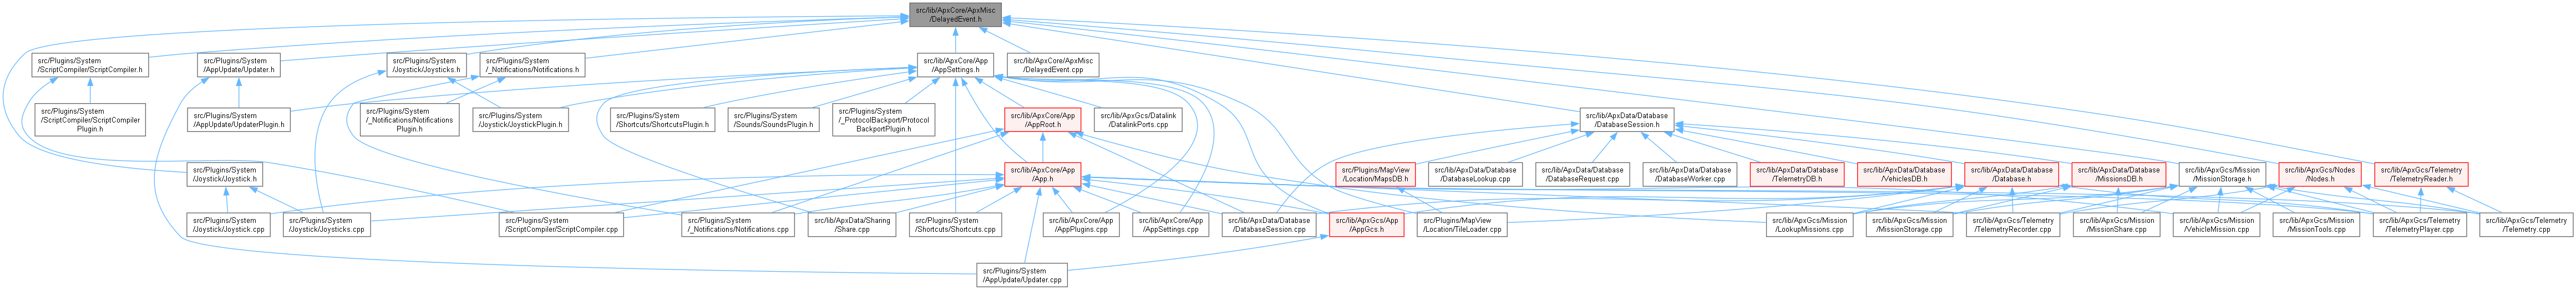 src/lib/ApxCore/ApxMisc
/DelayedEvent.h
src/Plugins/System
/ScriptCompiler/ScriptCompiler.h
src/Plugins/System
/AppUpdate/Updater.h
src/Plugins/System
/Joystick/Joysticks.h
src/Plugins/System
/_Notifications/Notifications.h
src/lib/ApxCore/App
/AppSettings.h
src/lib/ApxCore/ApxMisc
/DelayedEvent.cpp
src/Plugins/System
/ScriptCompiler/ScriptCompiler
Plugin.h
src/Plugins/System
/AppUpdate/UpdaterPlugin.h
src/Plugins/System
/_Notifications/Notifications
Plugin.h
src/Plugins/System
/Joystick/JoystickPlugin.h
src/Plugins/System
/Shortcuts/ShortcutsPlugin.h
src/Plugins/System
/Sounds/SoundsPlugin.h
src/Plugins/System
/_ProtocolBackport/Protocol
BackportPlugin.h
src/lib/ApxCore/App
/AppRoot.h
src/lib/ApxGcs/Datalink
/DatalinkPorts.cpp
src/lib/ApxData/Database
/DatabaseSession.h
src/Plugins/System
/Joystick/Joystick.h
src/lib/ApxCore/App
/App.h
src/Plugins/MapView
/Location/MapsDB.h
src/lib/ApxData/Database
/DatabaseLookup.cpp
src/lib/ApxData/Database
/DatabaseRequest.cpp
src/lib/ApxData/Database
/DatabaseWorker.cpp
src/lib/ApxData/Database
/TelemetryDB.h
src/lib/ApxData/Database
/VehiclesDB.h
src/lib/ApxData/Database
/Database.h
src/lib/ApxData/Database
/MissionsDB.h
src/lib/ApxGcs/Mission
/MissionStorage.h
src/lib/ApxGcs/Nodes
/Nodes.h
src/lib/ApxGcs/Telemetry
/TelemetryReader.h
src/Plugins/System
/Joystick/Joystick.cpp
src/Plugins/System
/Joystick/Joysticks.cpp
src/Plugins/System
/ScriptCompiler/ScriptCompiler.cpp
src/Plugins/System
/_Notifications/Notifications.cpp
src/lib/ApxData/Sharing
/Share.cpp
src/Plugins/System
/Shortcuts/Shortcuts.cpp
src/lib/ApxCore/App
/AppPlugins.cpp
src/lib/ApxCore/App
/AppSettings.cpp
src/lib/ApxData/Database
/DatabaseSession.cpp
src/lib/ApxGcs/App
/AppGcs.h
src/Plugins/MapView
/Location/TileLoader.cpp
src/lib/ApxGcs/Mission
/LookupMissions.cpp
src/lib/ApxGcs/Mission
/MissionStorage.cpp
src/lib/ApxGcs/Telemetry
/TelemetryRecorder.cpp
src/lib/ApxGcs/Mission
/MissionShare.cpp
src/lib/ApxGcs/Mission
/VehicleMission.cpp
src/lib/ApxGcs/Mission
/MissionTools.cpp
src/lib/ApxGcs/Telemetry
/TelemetryPlayer.cpp
src/lib/ApxGcs/Telemetry
/Telemetry.cpp
src/Plugins/System
/AppUpdate/Updater.cpp